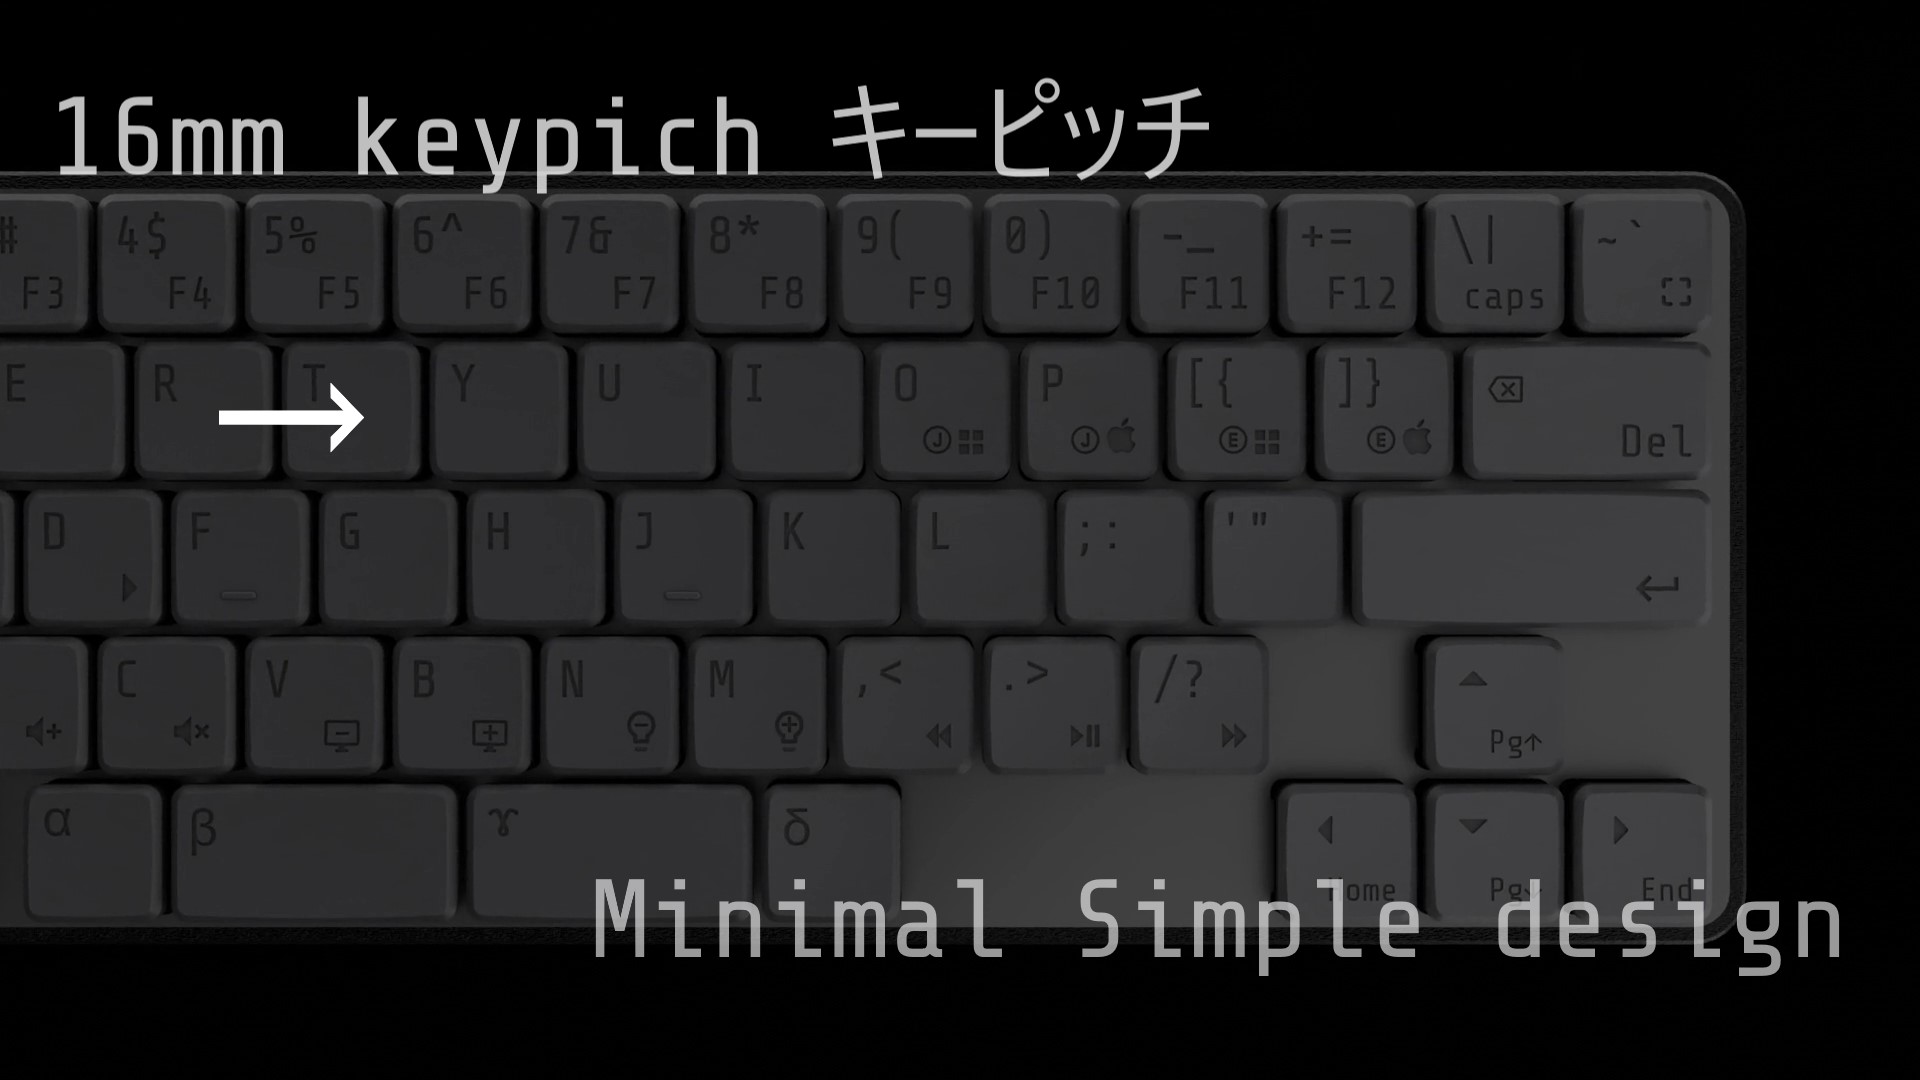 16mm keypich キーピッチ
# 4$ 5% 6^ 7& 8* 9( 0) -_ += \| ~`
F3 F4 F5 F6 F7 F8 F9 F10 F11 F12 caps
E R T Y U I O P [{ ]}
J J E E Del
→
D F G H J K L ;: '"
C V B N M ,< .> /?
Pg↑
α β γ δ
Home Pg↓ End
Minimal Simple design